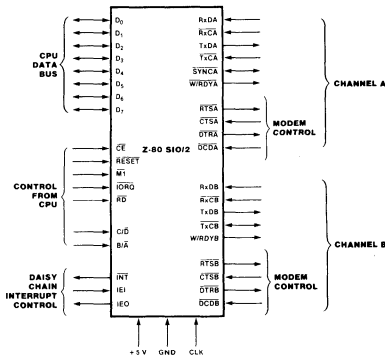 CPU
DATA
BUS
D0
D1
D2
D3
D4
D5
D6
D7
Z-80 SIO/2
CONTROL
FROM
CPU
CE
RESET
M1
IORQ
RD
C/D
B/A
DAISY
CHAIN
INTERRUPT
CONTROL
INT
IEI
IEO
+5 V GND CLK
RxDA
RxCA
TxDA
TxCA
SYNCA
W/RDYA
RTSA
CTSA
DTRA
DCDA
MODEM
CONTROL
CHANNEL A
RxDB
RxCB
TxDB
TxCB
W/RDYB
RTSB
CTSB
DTRB
DCDB
MODEM
CONTROL
CHANNEL B